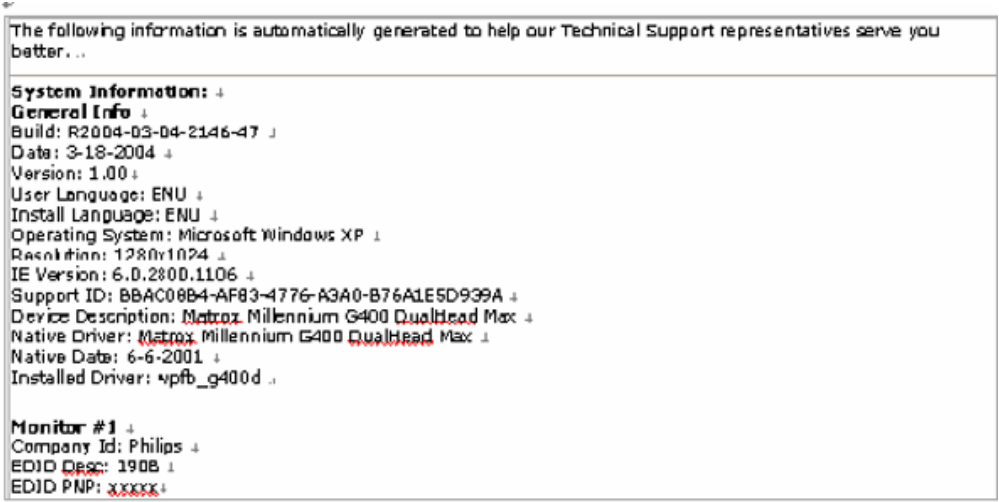 The following information is automatically generated to help our Technical Support representatives serve you
better...
System Information:
General Info
Build: R2004-03-04-2146-47
Date: 3-18-2004
Version: 1.00
User Language: ENU
Install Language: ENU
Operating System: Microsoft Windows XP
Resolution: 1280x1024
IE Version: 6.0.2800.1106
Support ID: BBAC08B4-AF83-4776-A3A0-B76A1E5D939A
Device Description: Matrox Millennium G400 DualHead Max
Native Driver: Matrox Millennium G400 DualHead Max
Native Date: 6-6-2001
Installed Driver: vpfb_g400d
Monitor #1
Company Id: Philips
EDID Desc: 190B
EDID PNP: xxxxx